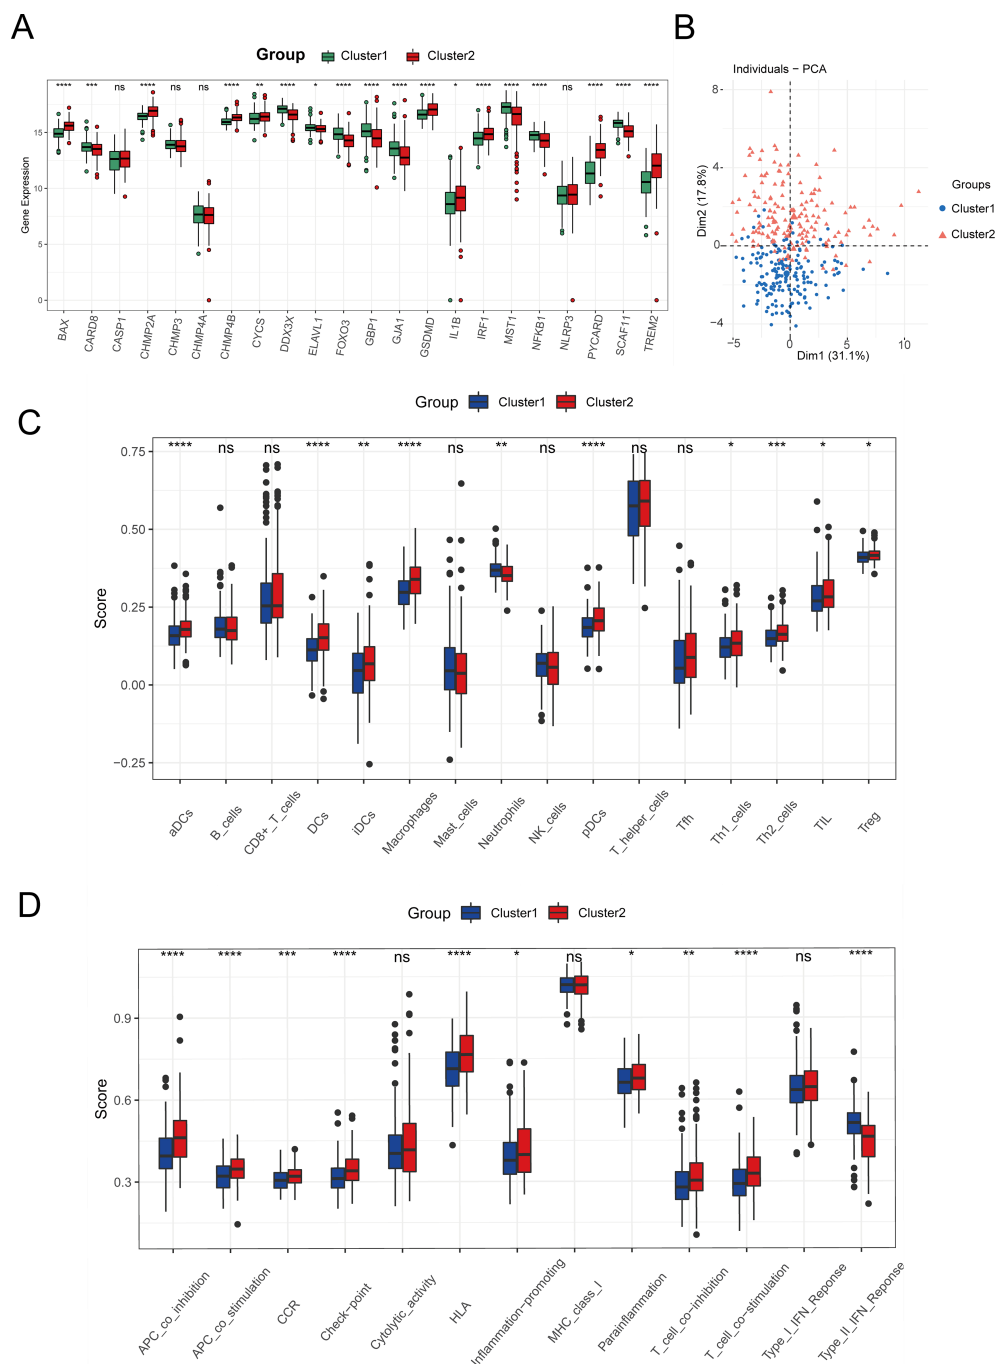 A
Group Cluster1 Cluster2
**** *** ns **** ns ns **** ** **** * **** **** **** **** * **** **** **** ns **** **** ****
Gene Expression
15
10
5
0
BAX CARD8 CASP1 CHMP2A CHMP3 CHMP4A CHMP4B CYCS DDX3X ELAVL1 FOXO3 GBP1 GJA1 GSDMD IL1B IRF1 MST1 NFKB1 NLRP3 PYCARD SCAF11 TREM2
B
Individuals − PCA
8
4
0
−4
Dim2 (17.8%)
−5 0 5 10
Dim1 (31.1%)
Groups
Cluster1
Cluster2
C
Group Cluster1 Cluster2
**** ns ns **** ** **** ns ** ns **** ns ns * *** * *
Score
0.75
0.50
0.25
0.00
−0.25
aDCs B_cells CD8+_T_cells DCs iDCs Macrophages Mast_cells Neutrophils NK_cells pDCs T_helper_cells Tfh Th1_cells Th2_cells TIL Treg
D
Group Cluster1 Cluster2
**** **** *** **** ns **** * ns * ** **** ns ****
Score
0.9
0.6
0.3
APC_co_inhibition APC_co_stimulation CCR Check−point Cytolytic_activity HLA Inflammation−promoting MHC_class_I Parainflammation T_cell_co−inhibition T_cell_co−stimulation Type_I_IFN_Reponse Type_II_IFN_Reponse